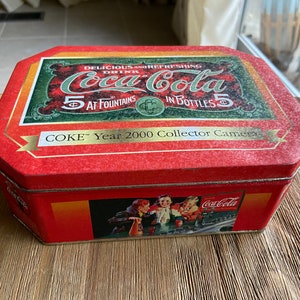 DELICIOUS AND REFRESHING
DRINK
Coca-Cola
5 AT FOUNTAINS IN BOTTLES 5
COKE Year 2000 Collector Camera
Coca-Cola